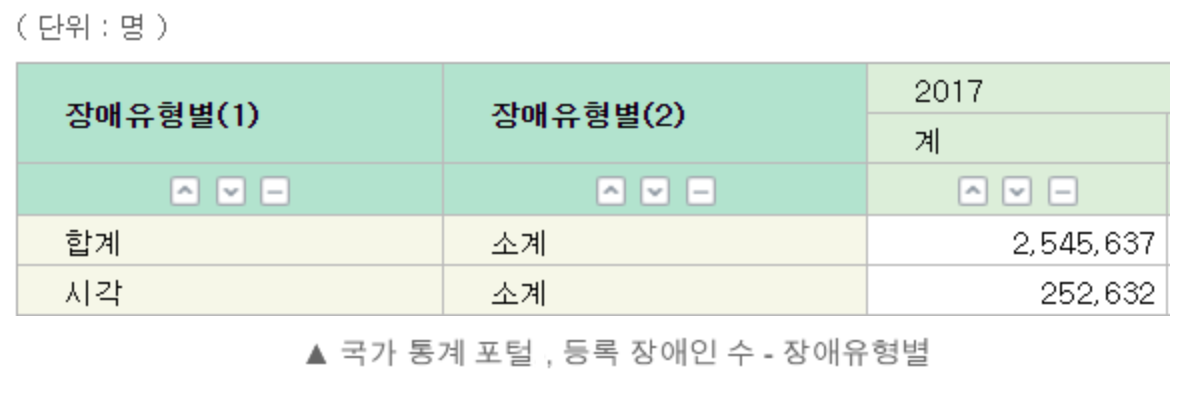 ( 단위 : 명 )
장애유형별(1) 장애유형별(2) 2017
계
합계 소계 2,545,637
시각 소계 252,632
▲ 국가 통계 포털 , 등록 장애인 수 - 장애유형별